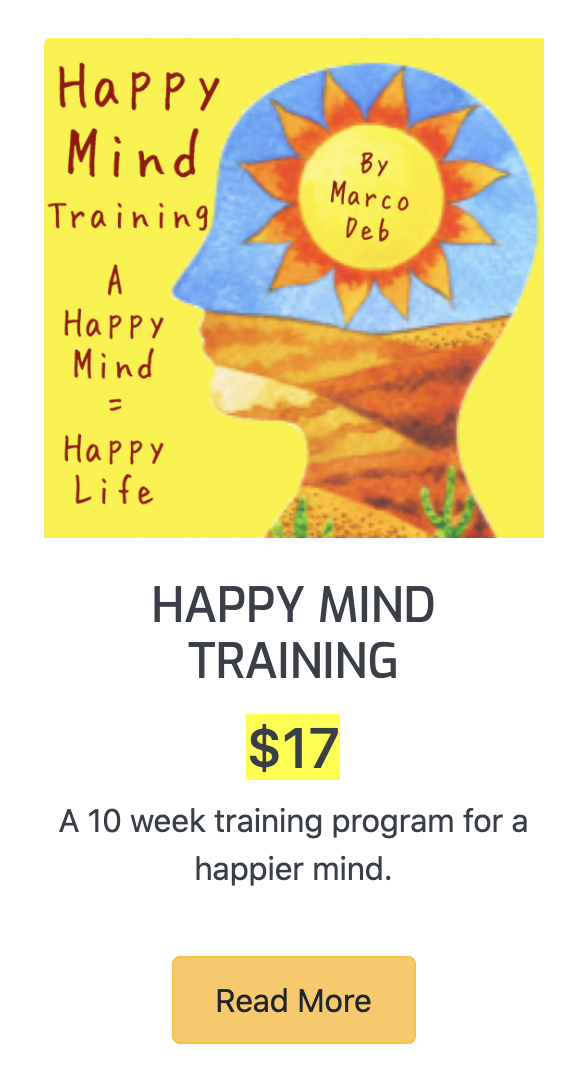 Happy
Mind
Training
A
Happy
Mind
=
Happy
Life
By
Marco
Deb
HAPPY MIND
TRAINING
$17
A 10 week training program for a
happier mind.
Read More